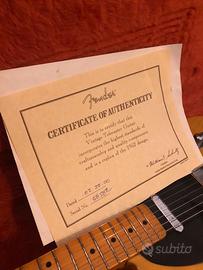 Fender
CERTIFICATE OF AUTHENTICITY
This is to certify that this
Vintage Telecaster Guitar
incorporates the highest standards of
craftsmanship and quality components
and is a replica of the 1952 design.
Dated
Serial No.
subito